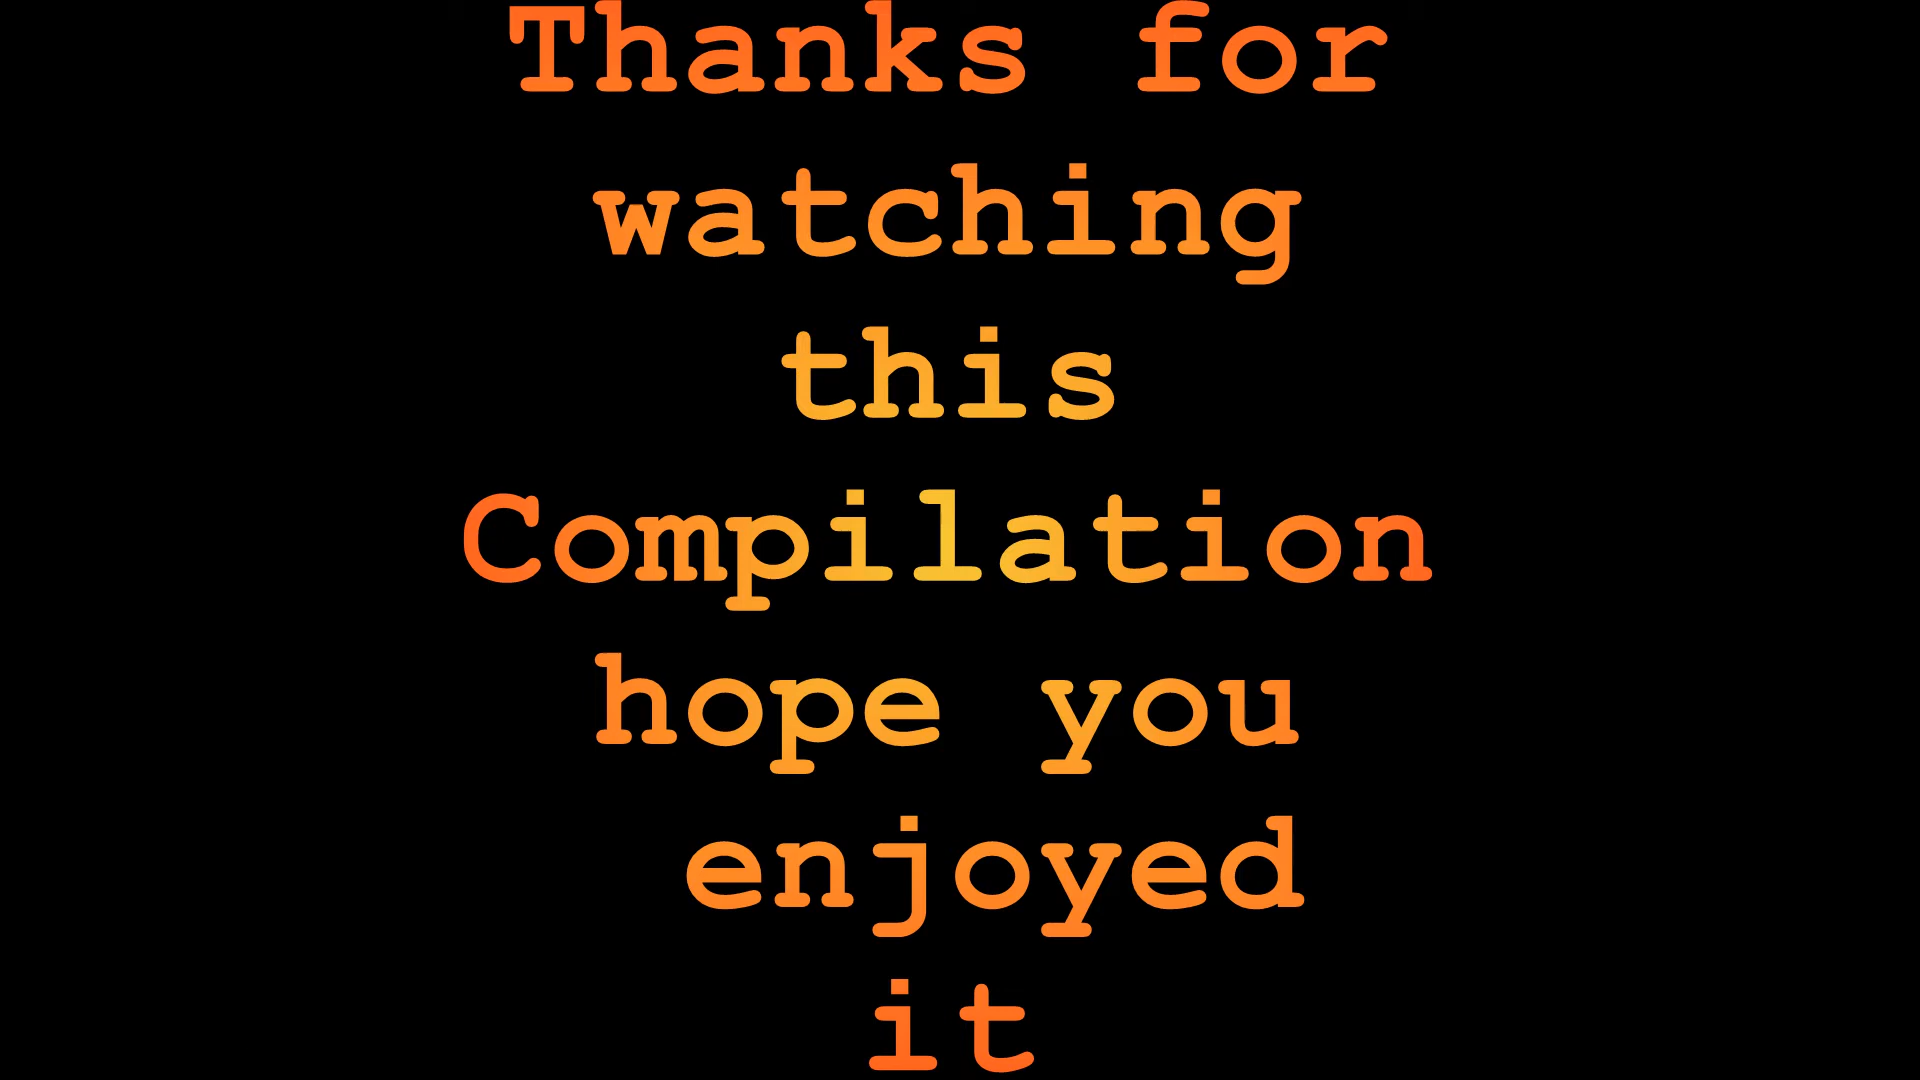 Thanks for
watching
this
Compilation
hope you
enjoyed
it